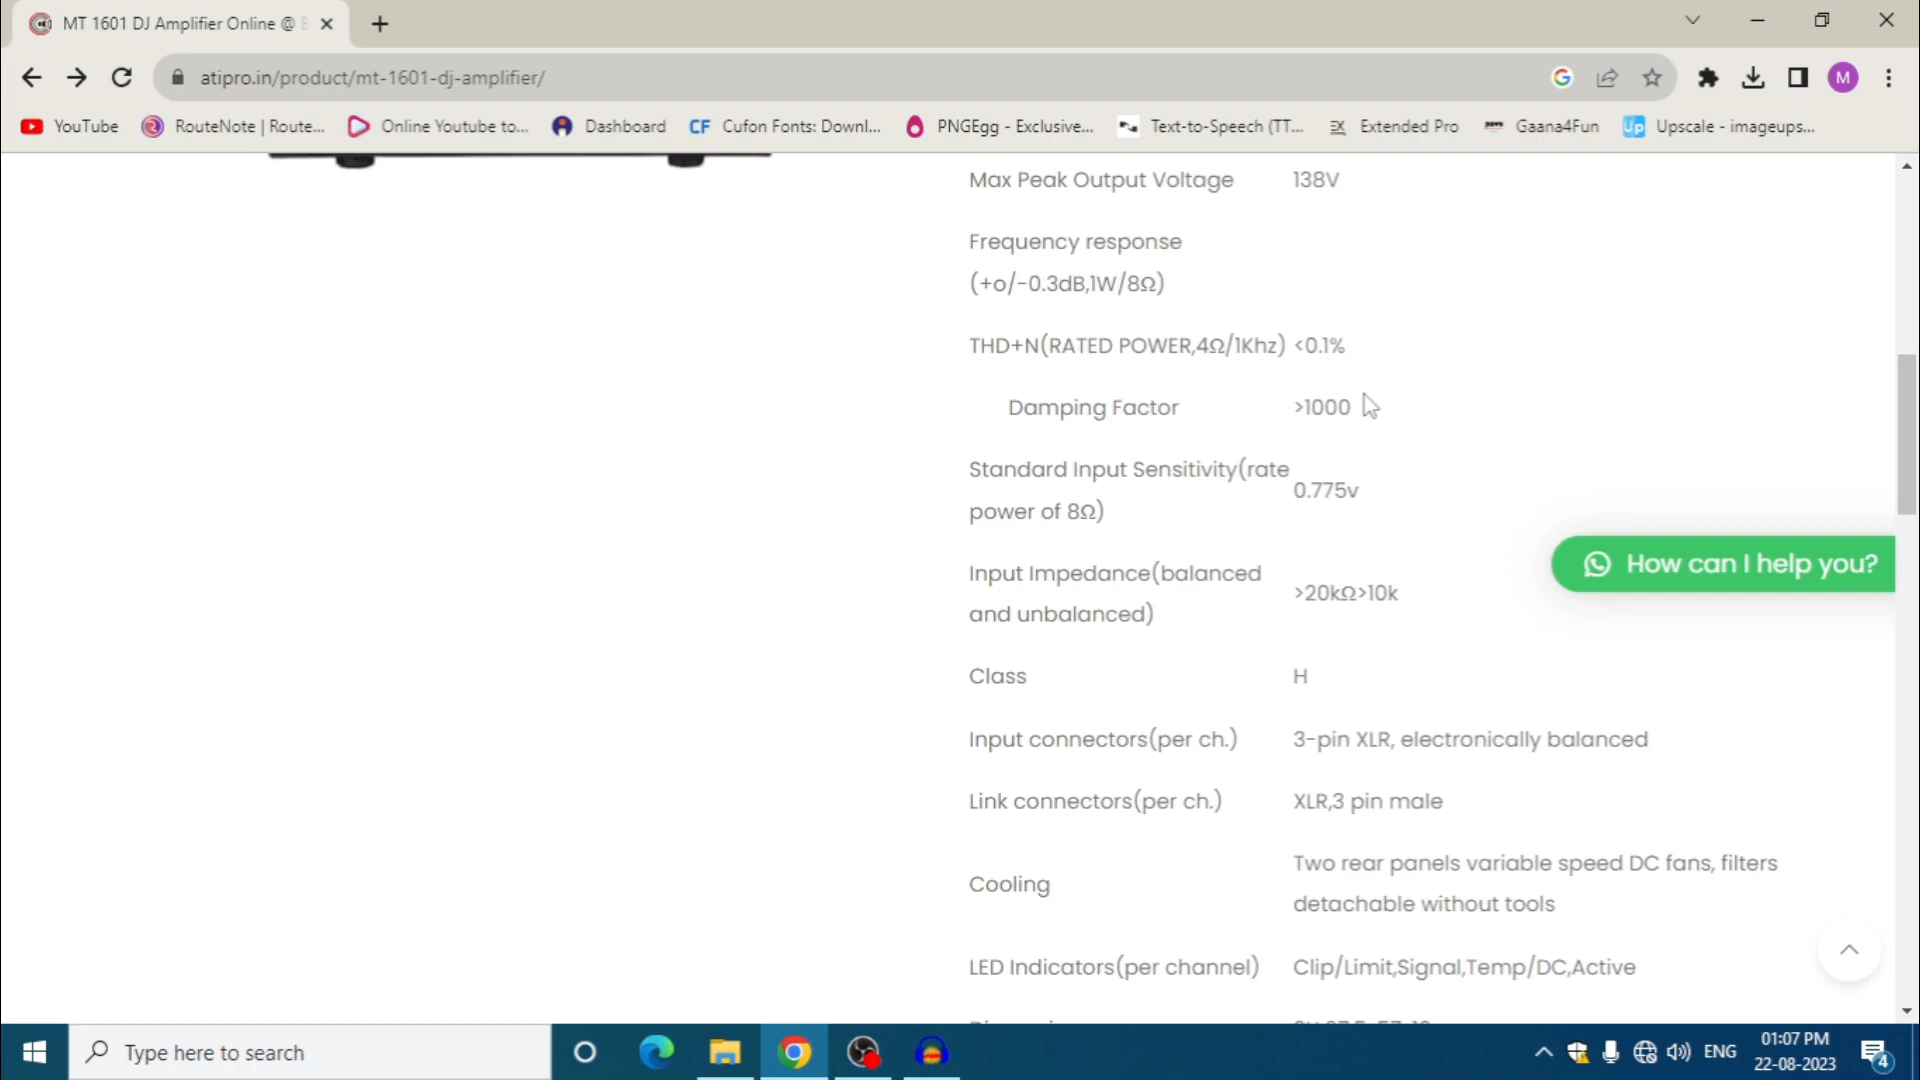 MT 1601 DJ Amplifier Online @
atipro.in/product/mt-1601-dj-amplifier/
M
YouTube
RouteNote | Route...
Online Youtube to...
Dashboard
CF Cufon Fonts: Downl...
PNGEgg - Exclusive...
Text-to-Speech (TT...
Extended Pro
Gaana4Fun
Up Upscale - imageups...
Max Peak Output Voltage 138V
Frequency response
(+o/-0.3dB,1W/8Ω)
THD+N(RATED POWER,4Ω/1Khz) <0.1%
Damping Factor >1000
Standard Input Sensitivity(rate
power of 8Ω)
0.775v
Input Impedance(balanced
and unbalanced)
>20kΩ>10k
How can I help you?
Class H
Input connectors(per ch.) 3-pin XLR, electronically balanced
Link connectors(per ch.) XLR,3 pin male
Cooling
Two rear panels variable speed DC fans, filters
detachable without tools
LED Indicators(per channel) Clip/Limit,Signal,Temp/DC,Active
Type here to search
ENG
01:07 PM
22-08-2023
4